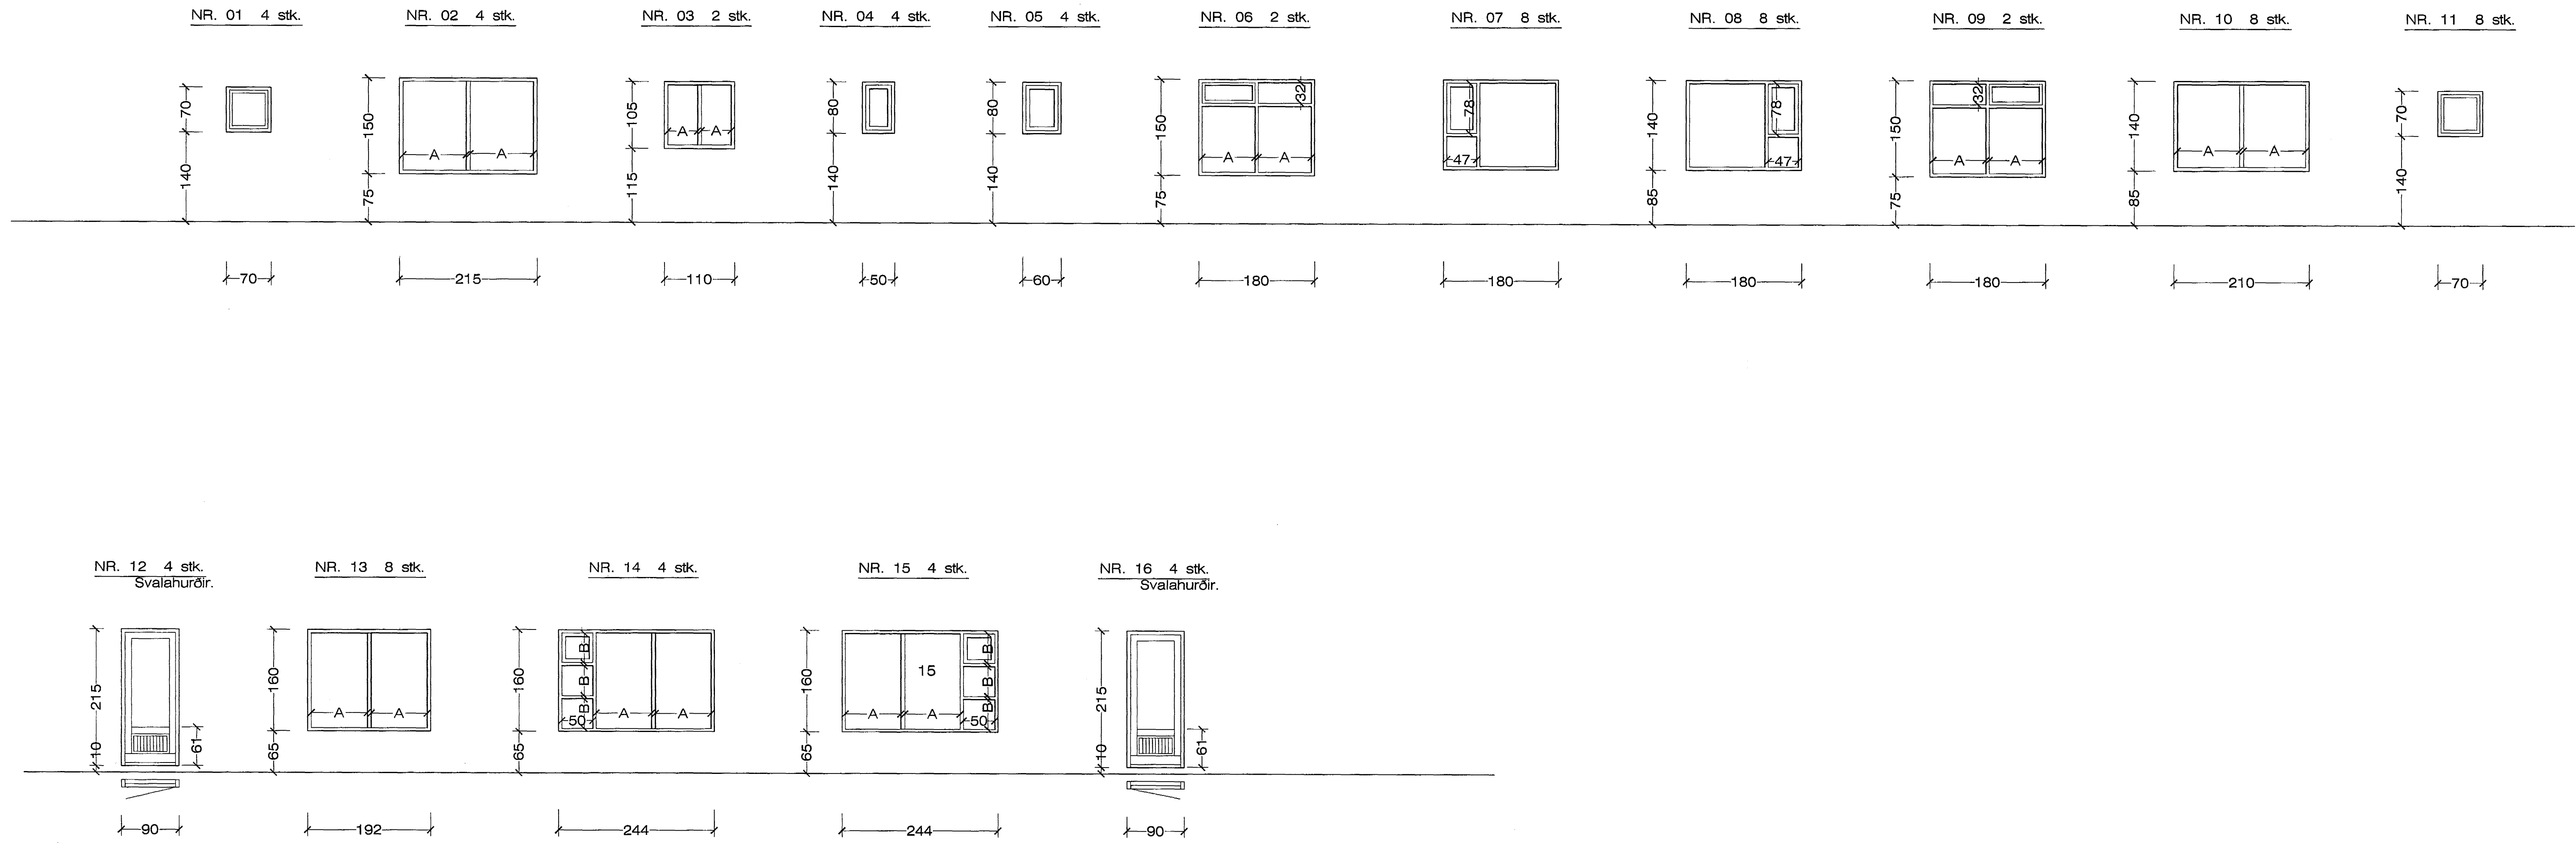 NR. 01 4 stk.
NR. 02 4 stk.
NR. 03 2 stk.
NR. 04 4 stk.
NR. 05 4 stk.
NR. 06 2 stk.
NR. 07 8 stk.
NR. 08 8 stk.
NR. 09 2 stk.
NR. 10 8 stk.
NR. 11 8 stk.
70
140
150
75
A A
105
115
A A
80
140
80
140
150
75
32
A A
78
47
140
85
78
47
150
75
32
A A
140
85
A A
70
140
70
215
110
50
60
180
180
180
180
210
70
NR. 12 4 stk.
Svalahurðir.
NR. 13 8 stk.
NR. 14 4 stk.
NR. 15 4 stk.
NR. 16 4 stk.
Svalahurðir.
215
10
61
160
65
A A
160
65
B
B
B
50 A A
160
65
15
B
B
B
A A 50
215
10
61
90
192
244
244
90